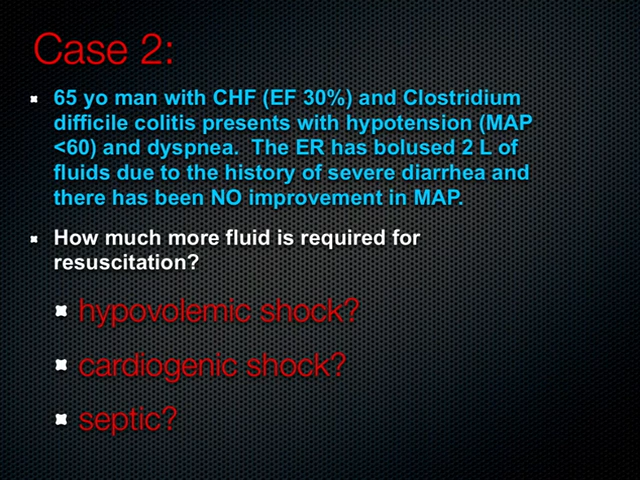 Case 2:
65 yo man with CHF (EF 30%) and Clostridium
difficile colitis presents with hypotension (MAP
<60) and dyspnea. The ER has bolused 2 L of
fluids due to the history of severe diarrhea and
there has been NO improvement in MAP.
How much more fluid is required for
resuscitation?
hypovolemic shock?
cardiogenic shock?
septic?